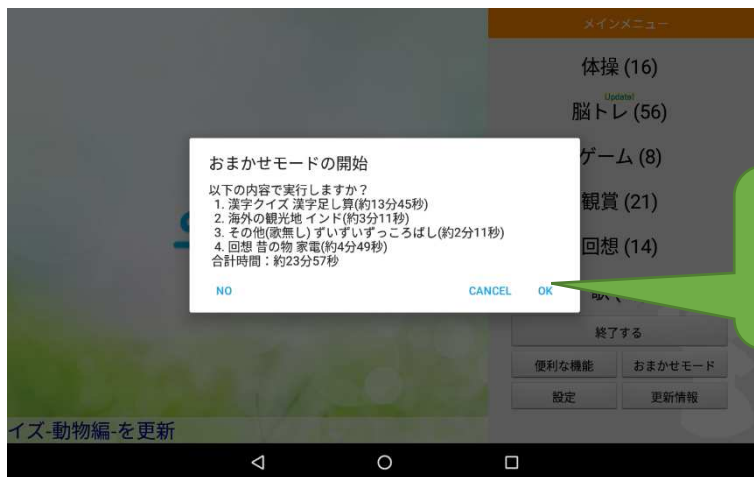 メインメニュー
体操 (16)
Update!
脳トレ (56)
ゲーム (8)
観賞 (21)
回想 (14)
おまかせモードの開始
以下の内容で実行しますか？
1. 漢字クイズ 漢字足し算(約13分45秒)
2. 海外の観光地 インド(約3分11秒)
3. その他(歌無し) ずいずいずっころばし(約2分11秒)
4. 回想 昔の物 家電(約4分49秒)
合計時間：約23分57秒
NO CANCEL OK
終了する
便利な機能 おまかせモード
設定 更新情報
イズ-動物編-を更新